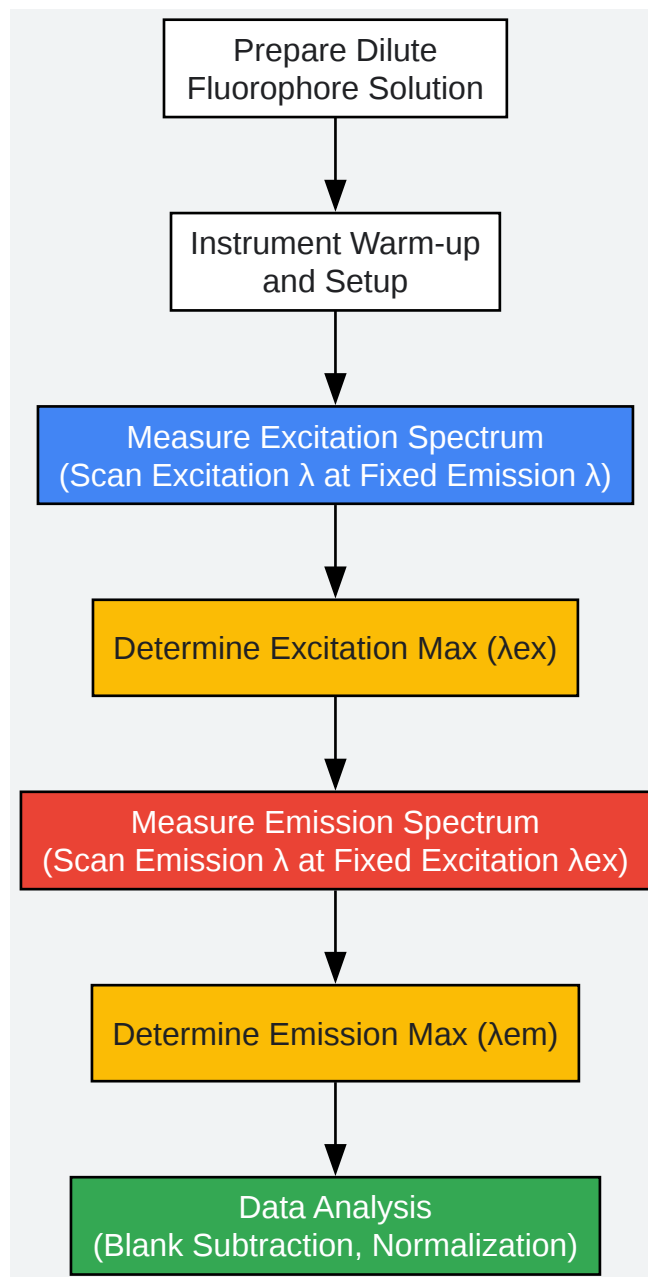 Prepare Dilute
Fluorophore Solution
Instrument Warm-up
and Setup
Measure Excitation Spectrum
(Scan Excitation λ at Fixed Emission λ)
Determine Excitation Max (λex)
Measure Emission Spectrum
(Scan Emission λ at Fixed Excitation λex)
Determine Emission Max (λem)
Data Analysis
(Blank Subtraction, Normalization)